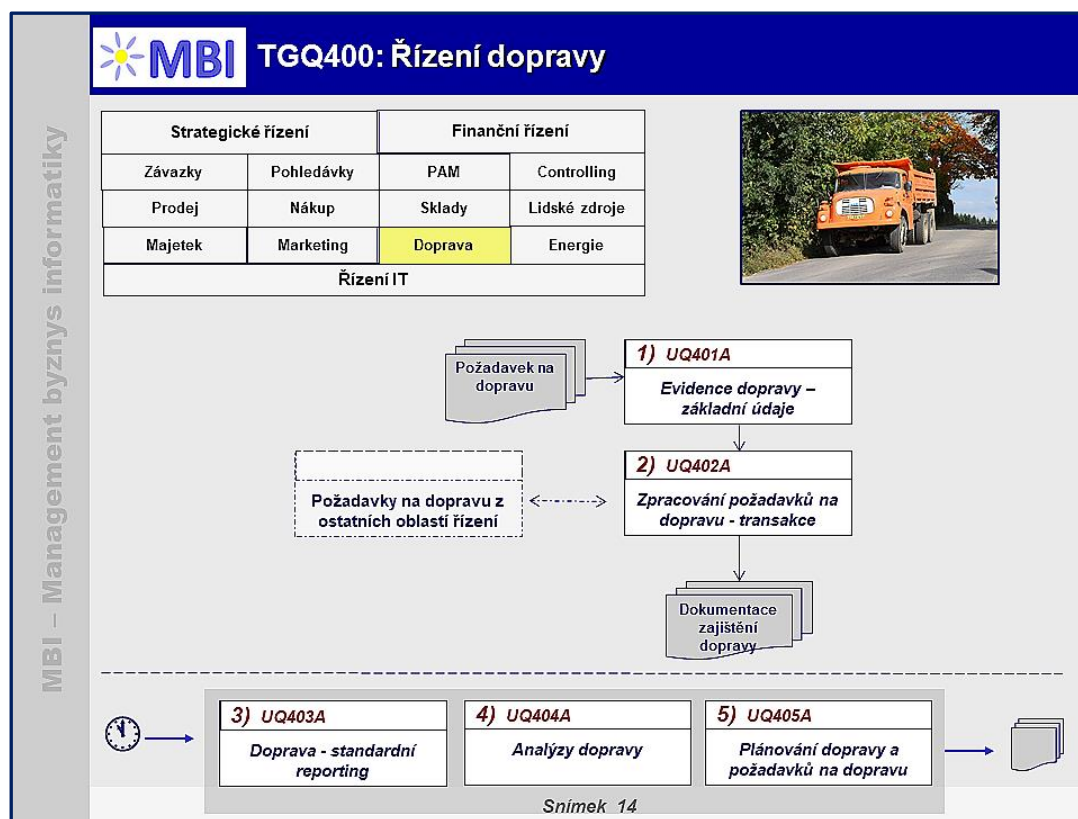 MBI TGQ400: Řízení dopravy
MBI – Management byznys informatiky
Strategické řízení Finanční řízení
Závazky Pohledávky PAM Controlling
Prodej Nákup Sklady Lidské zdroje
Majetek Marketing Doprava Energie
Řízení IT
Požadavek na
dopravu
1) UQ401A
Evidence dopravy –
základní údaje
2) UQ402A
Zpracování požadavků na
dopravu - transakce
Požadavky na dopravu z
ostatních oblastí řízení
Dokumentace
zajištění
dopravy
3) UQ403A
Doprava - standardní
reporting
4) UQ404A
Analýzy dopravy
5) UQ405A
Plánování dopravy a
požadavků na dopravu
Snímek 14